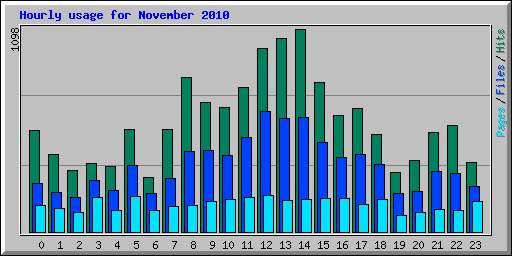 Hourly usage for November 2010
1098
Pages/Files/Hits
0 1 2 3 4 5 6 7 8 9 10 11 12 13 14 15 16 17 18 19 20 21 22 23